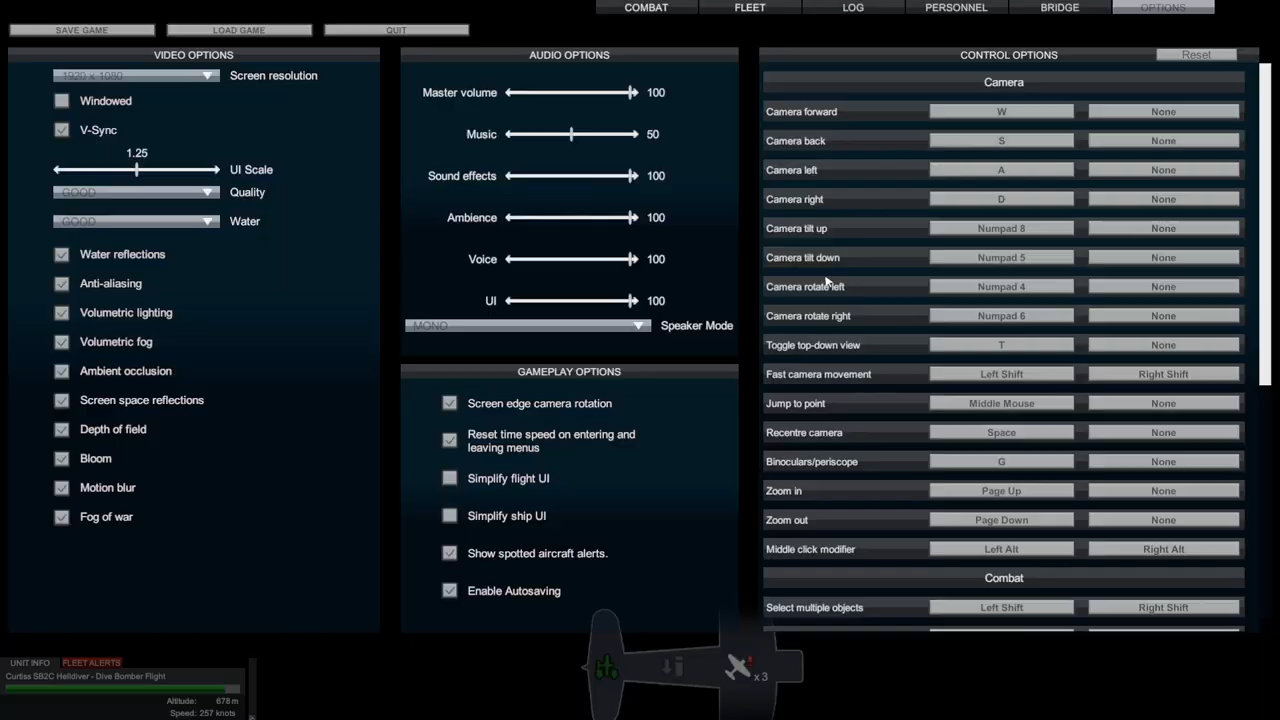 COMBAT
FLEET
LOG
PERSONNEL
BRIDGE
OPTIONS
SAVE GAME
LOAD GAME
QUIT
VIDEO OPTIONS
1920 x 1080
Screen resolution
Windowed
V-Sync
1.25
UI Scale
GOOD
Quality
GOOD
Water
Water reflections
Anti-aliasing
Volumetric lighting
Volumetric fog
Ambient occlusion
Screen space reflections
Depth of field
Bloom
Motion blur
Fog of war
AUDIO OPTIONS
Master volume 100
Music 50
Sound effects 100
Ambience 100
Voice 100
UI 100
MONO
Speaker Mode
GAMEPLAY OPTIONS
Screen edge camera rotation
Reset time speed on entering and
leaving menus
Simplify flight UI
Simplify ship UI
Show spotted aircraft alerts.
Enable Autosaving
CONTROL OPTIONS
Reset
Camera
Camera forward W None
Camera back S None
Camera left A None
Camera right D None
Camera tilt up Numpad 8 None
Camera tilt down Numpad 5 None
Camera rotate left Numpad 4 None
Camera rotate right Numpad 6 None
Toggle top-down view T None
Fast camera movement Left Shift Right Shift
Jump to point Middle Mouse None
Recentre camera Space None
Binoculars/periscope G None
Zoom in Page Up None
Zoom out Page Down None
Middle click modifier Left Alt Right Alt
Combat
Select multiple objects Left Shift Right Shift
UNIT INFO
FLEET ALERTS
Curtiss SB2C Helldiver - Dive Bomber Flight
Altitude: 678 m
Speed: 257 knots
x 3